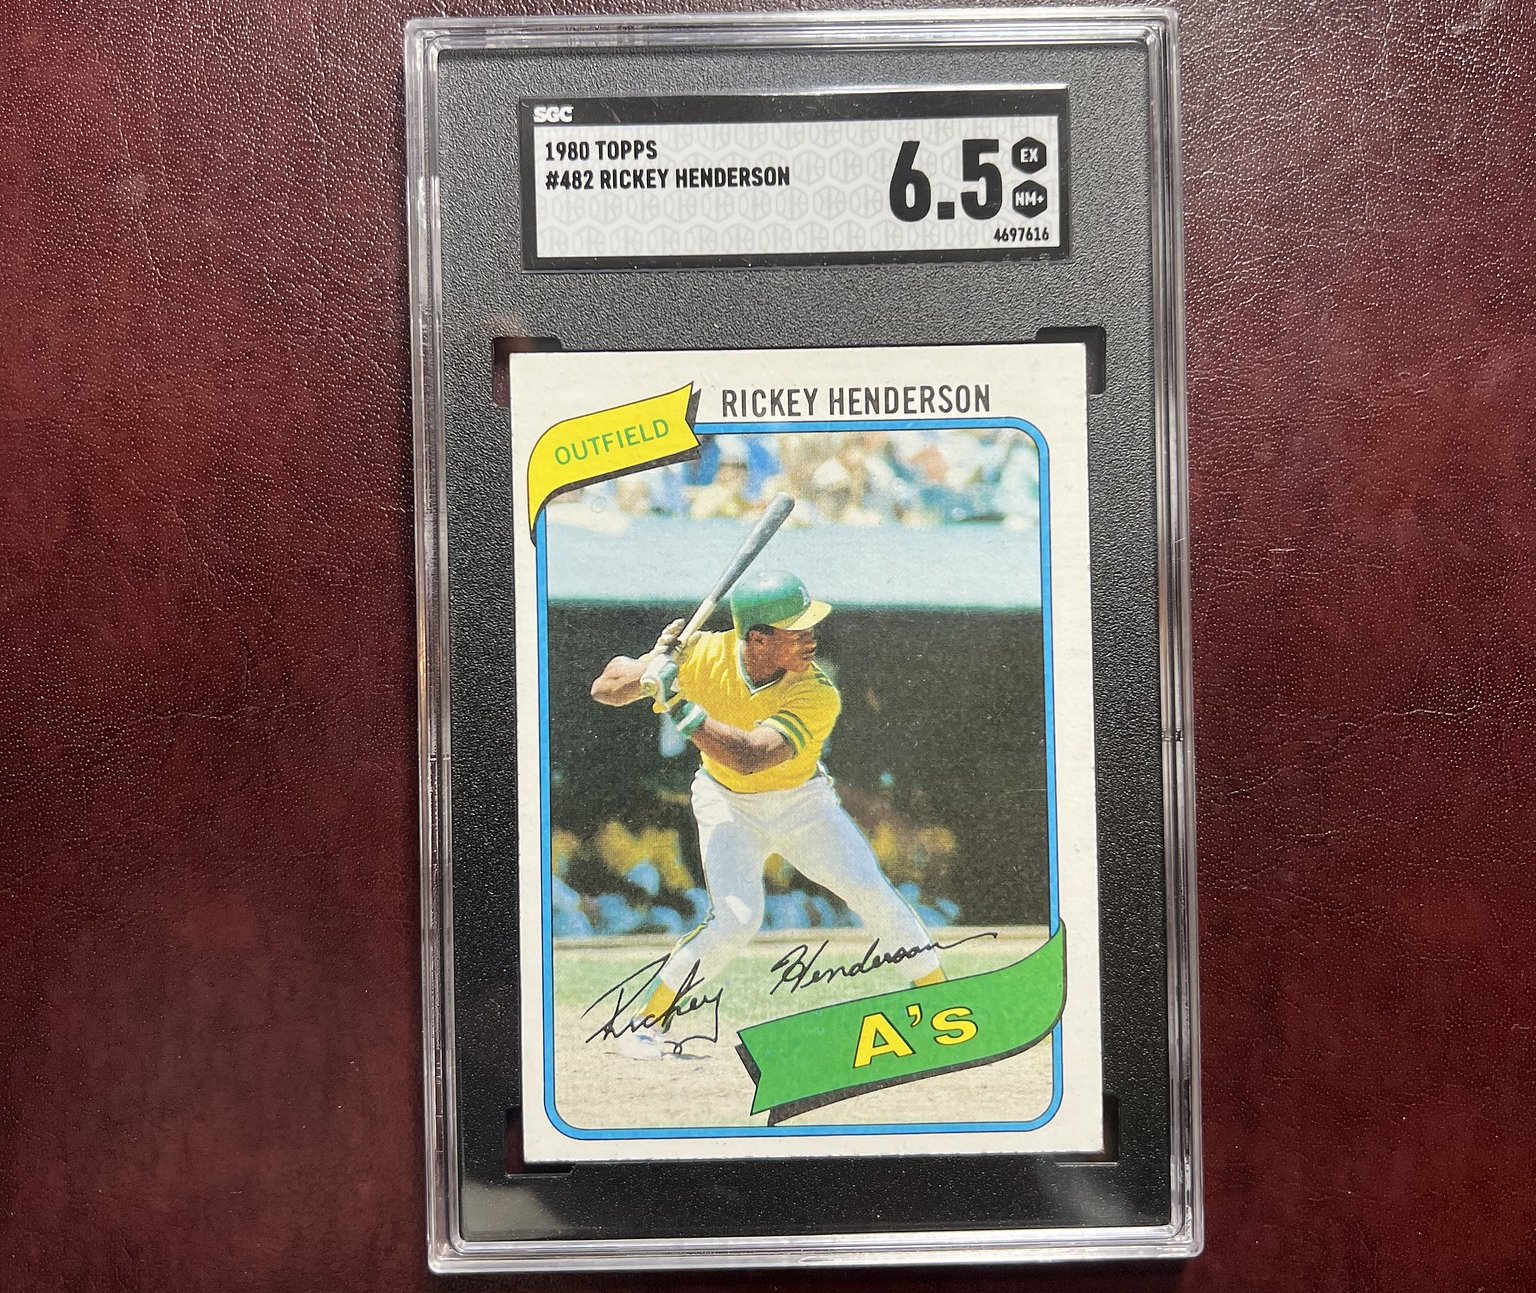 SGC
1980 TOPPS
#482 RICKEY HENDERSON
6.5
EX
NM+
4697616
RICKEY HENDERSON
OUTFIELD
Rickey Henderson
A's